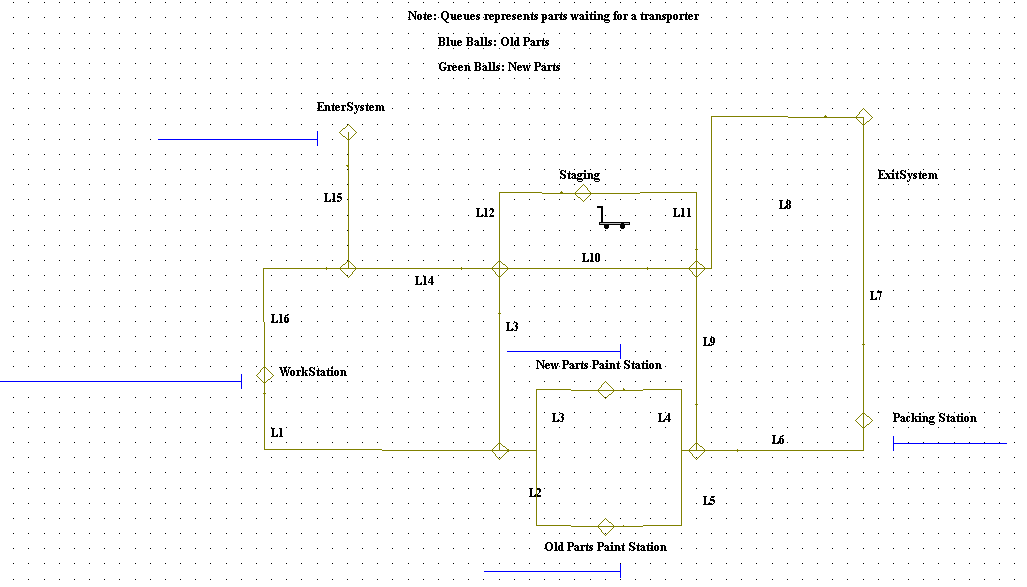 Note: Queues represents parts waiting for a transporter
Blue Balls: Old Parts
Green Balls: New Parts
EnterSystem
Staging
ExitSystem
L15
L12
L11
L8
L10
L14
L7
L16
L3
L9
New Parts Paint Station
WorkStation
L3
L4
Packing Station
L1
L6
L2
L5
Old Parts Paint Station